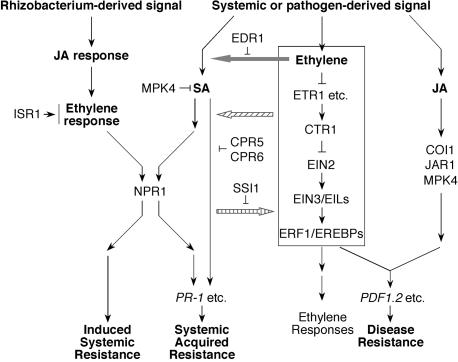 Rhizobacterium-derived signal
Systemic or pathogen-derived signal
EDR1
JA response
Ethylene
MPK4
SA
JA
ETR1 etc.
ISR1
Ethylene
response
CTR1
CPR5
CPR6
COI1
JAR1
MPK4
EIN2
SSI1
NPR1
EIN3/EILs
ERF1/EREBPs
PR-1 etc.
PDF1.2 etc.
Ethylene
Responses
Induced
Systemic
Resistance
Systemic
Acquired
Resistance
Disease
Resistance